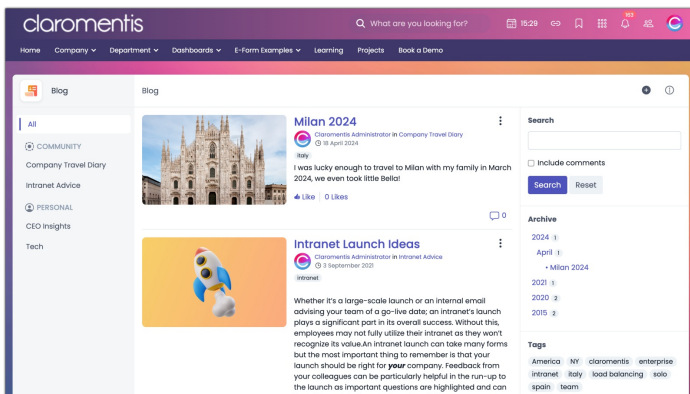 claromentis
What are you looking for?
15:29
163
Home
Company
Department
Dashboards
E-Form Examples
Learning
Projects
Book a Demo
Blog
All
COMMUNITY
Company Travel Diary
Intranet Advice
PERSONAL
CEO Insights
Tech
Blog
Milan 2024
Claromentis Administrator in Company Travel Diary
18 April 2024
italy
I was lucky enough to travel to Milan with my family in March
2024, we even took little Bella!
Like
0 Likes
0
Intranet Launch Ideas
Claromentis Administrator in Intranet Advice
3 September 2021
intranet
Whether it's a large-scale launch or an internal email
advising your team of a go-live date; an intranet's launch
plays a significant part in its overall success. Without this,
employees may not fully utilize their intranet as they won't
recognize its value.An intranet launch can take many forms
but the most important thing to remember is that your
launch should be right for your company. Feedback from
your colleagues can be particularly helpful in the run-up to
the launch as important questions are highlighted and can
Search
Include comments
Search
Reset
Archive
2024 1
April 1
• Milan 2024
2021 1
2020 2
2015 2
Tags
America NY claromentis enterprise
intranet italy load balancing solo
spain team